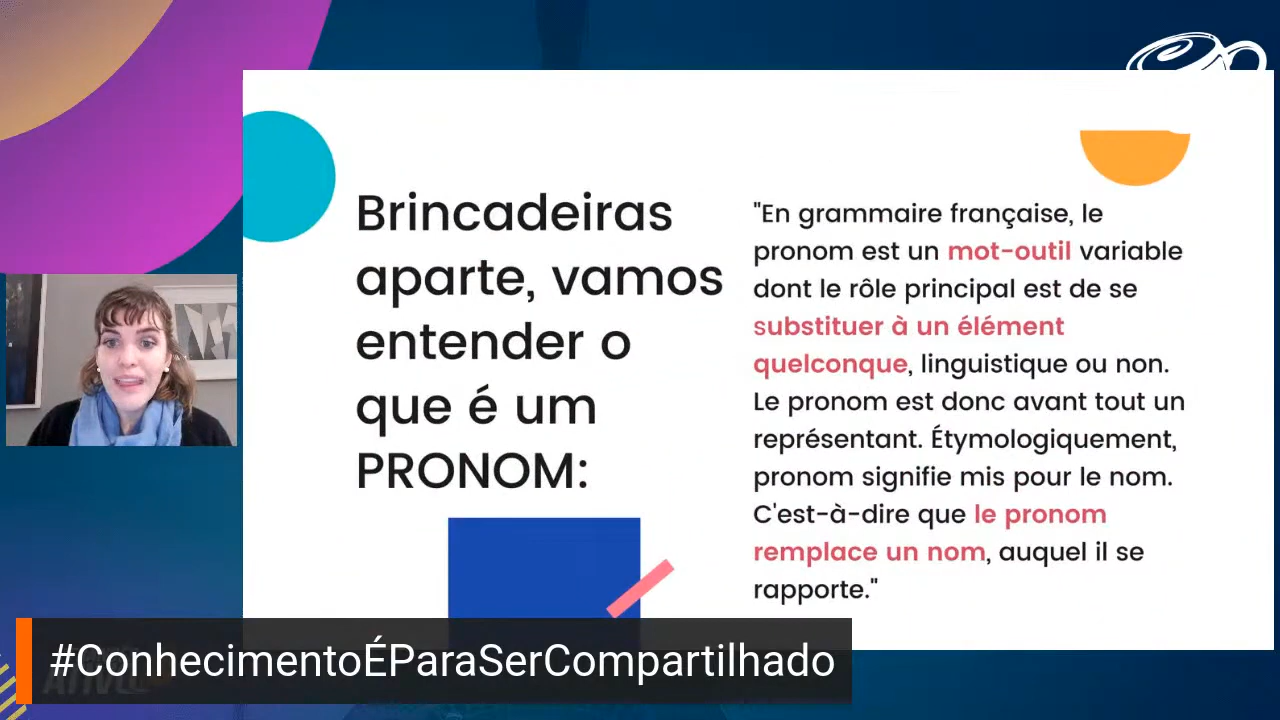 Brincadeiras
aparte, vamos
entender o
que é um
PRONOM:
"En grammaire française, le
pronom est un mot-outil variable
dont le rôle principal est de se
substituer à un élément
quelconque, linguistique ou non.
Le pronom est donc avant tout un
représentant. Étymologiquement,
pronom signifie mis pour le nom.
C'est-à-dire que le pronom
remplace un nom, auquel il se
rapporte."
#ConhecimentoÉParaSerCompartilhado